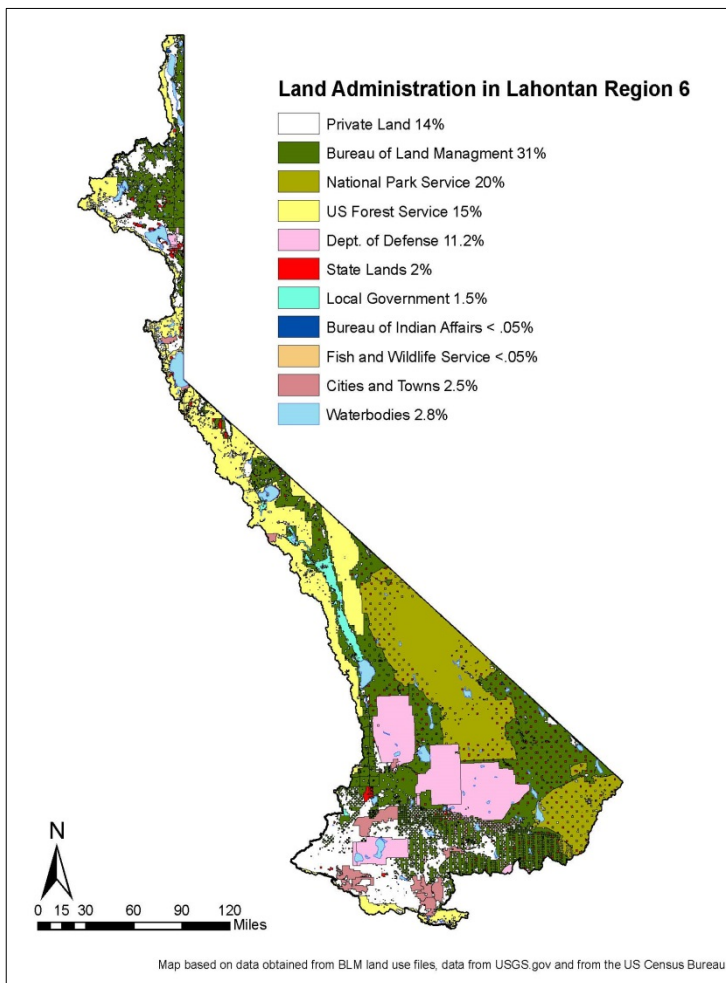 Land Administration in Lahontan Region 6
Private Land 14%
Bureau of Land Managment 31%
National Park Service 20%
US Forest Service 15%
Dept. of Defense 11.2%
State Lands 2%
Local Government 1.5%
Bureau of Indian Affairs < .05%
Fish and Wildlife Service <.05%
Cities and Towns 2.5%
Waterbodies 2.8%
N
0 15 30 60 90 120
Miles
Map based on data obtained from BLM land use files, data from USGS.gov and from the US Census Bureau